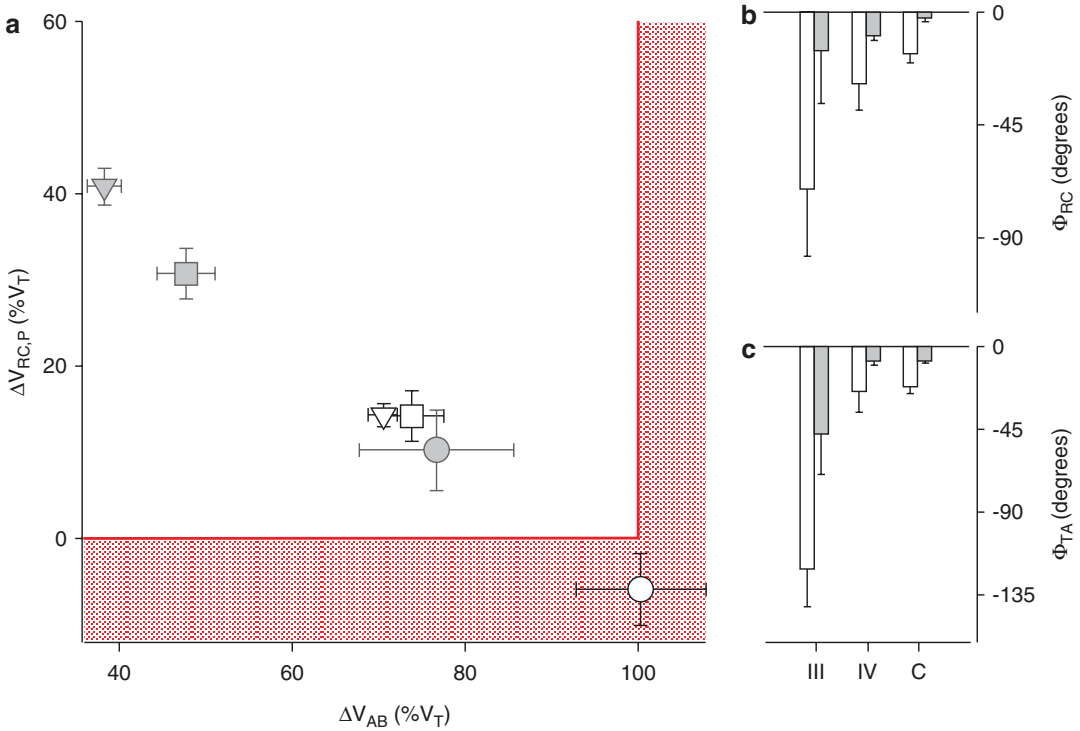 a
60
40
20
0
ΔV_RC,P (%V_T)
40
60
80
100
ΔV_AB (%V_T)
b
0
-45
-90
Φ_RC (degrees)
c
0
-45
-90
-135
Φ_TA (degrees)
III IV C